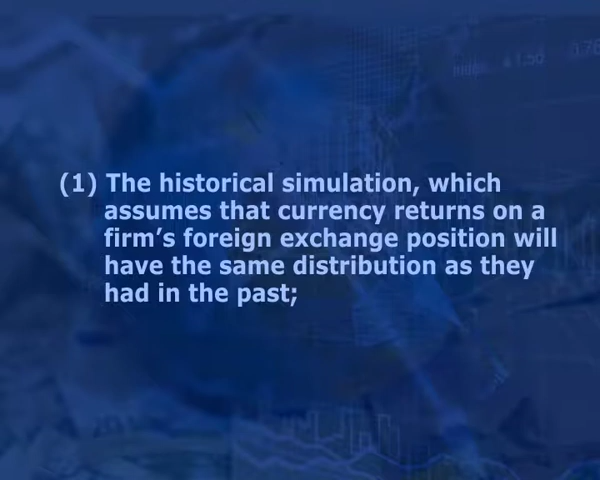 (1) The historical simulation, which
assumes that currency returns on a
firm’s foreign exchange position will
have the same distribution as they
had in the past;